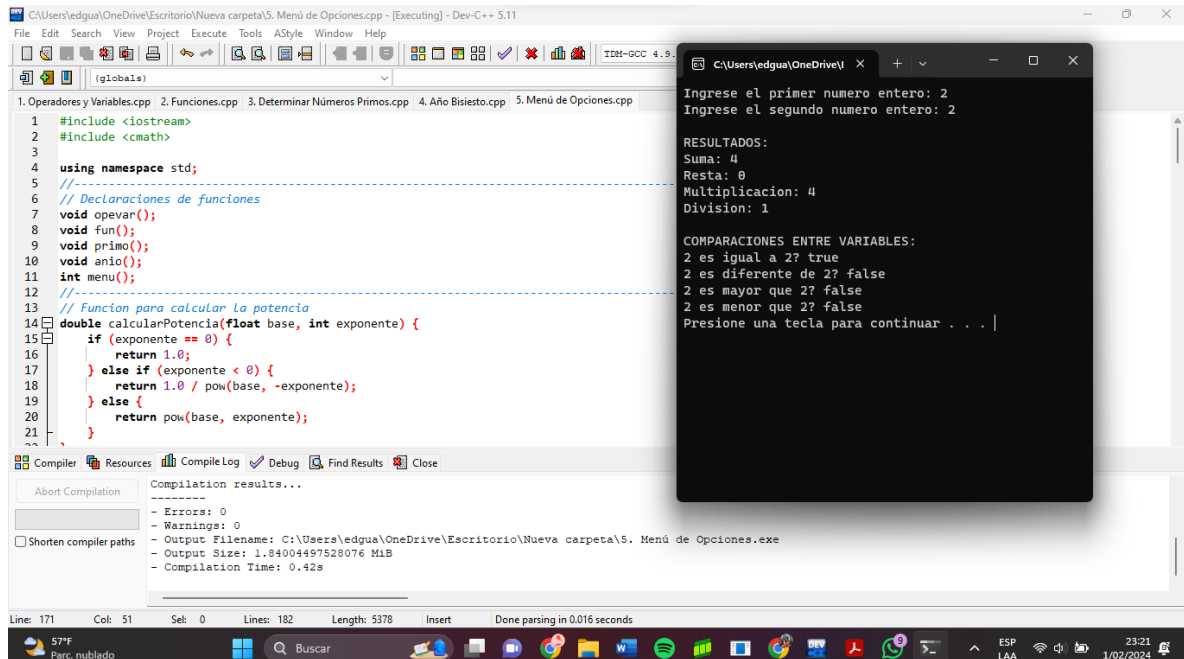 C:\Users\edgua\OneDrive\Escritorio\Nueva carpeta\5. Menú de Opciones.cpp - [Executing] - Dev-C++ 5.11
File Edit Search View Project Execute Tools AStyle Window Help
TDM-GCC 4.9.
(globals)
1. Operadores y Variables.cpp 2. Funciones.cpp 3. Determinar Números Primos.cpp 4. Año Bisiesto.cpp 5. Menú de Opciones.cpp
1 #include <iostream>
2 #include <cmath>
3
4 using namespace std;
5 //----------------------------------------------------------------------
6 // Declaraciones de funciones
7 void opevar();
8 void fun();
9 void primo();
10 void anio();
11 int menu();
12 //----------------------------------------------------------------------
13 // Funcion para calcular la potencia
14 double calcularPotencia(float base, int exponente) {
15 if (exponente == 0) {
16 return 1.0;
17 } else if (exponente < 0) {
18 return 1.0 / pow(base, -exponente);
19 } else {
20 return pow(base, exponente);
21 }
C:\Users\edgua\OneDrive\I
Ingrese el primer numero entero: 2
Ingrese el segundo numero entero: 2
RESULTADOS:
Suma: 4
Resta: 0
Multiplicacion: 4
Division: 1
COMPARACIONES ENTRE VARIABLES:
2 es igual a 2? true
2 es diferente de 2? false
2 es mayor que 2? false
2 es menor que 2? false
Presione una tecla para continuar . . .
Compiler Resources Compile Log Debug Find Results Close
Abort Compilation
Shorten compiler paths
Compilation results...
--------
- Errors: 0
- Warnings: 0
- Output Filename: C:\Users\edgua\OneDrive\Escritorio\Nueva carpeta\5. Menú de Opciones.exe
- Output Size: 1.84004497528076 MiB
- Compilation Time: 0.42s
Line: 171 Col: 51 Sel: 0 Lines: 182 Length: 5378 Insert Done parsing in 0.016 seconds
57°F
Parc. nublado
Buscar
9
ESP
LAA
23:21
1/02/2024